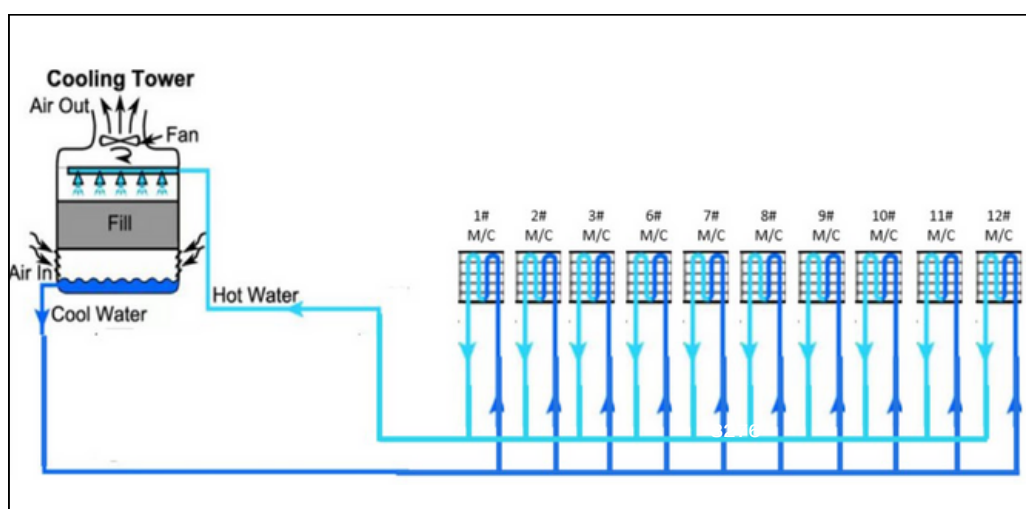 Cooling Tower
Air Out
Fan
Fill
Air In
Cool Water
Hot Water
1# M/C
2# M/C
3# M/C
6# M/C
7# M/C
8# M/C
9# M/C
10# M/C
11# M/C
12# M/C